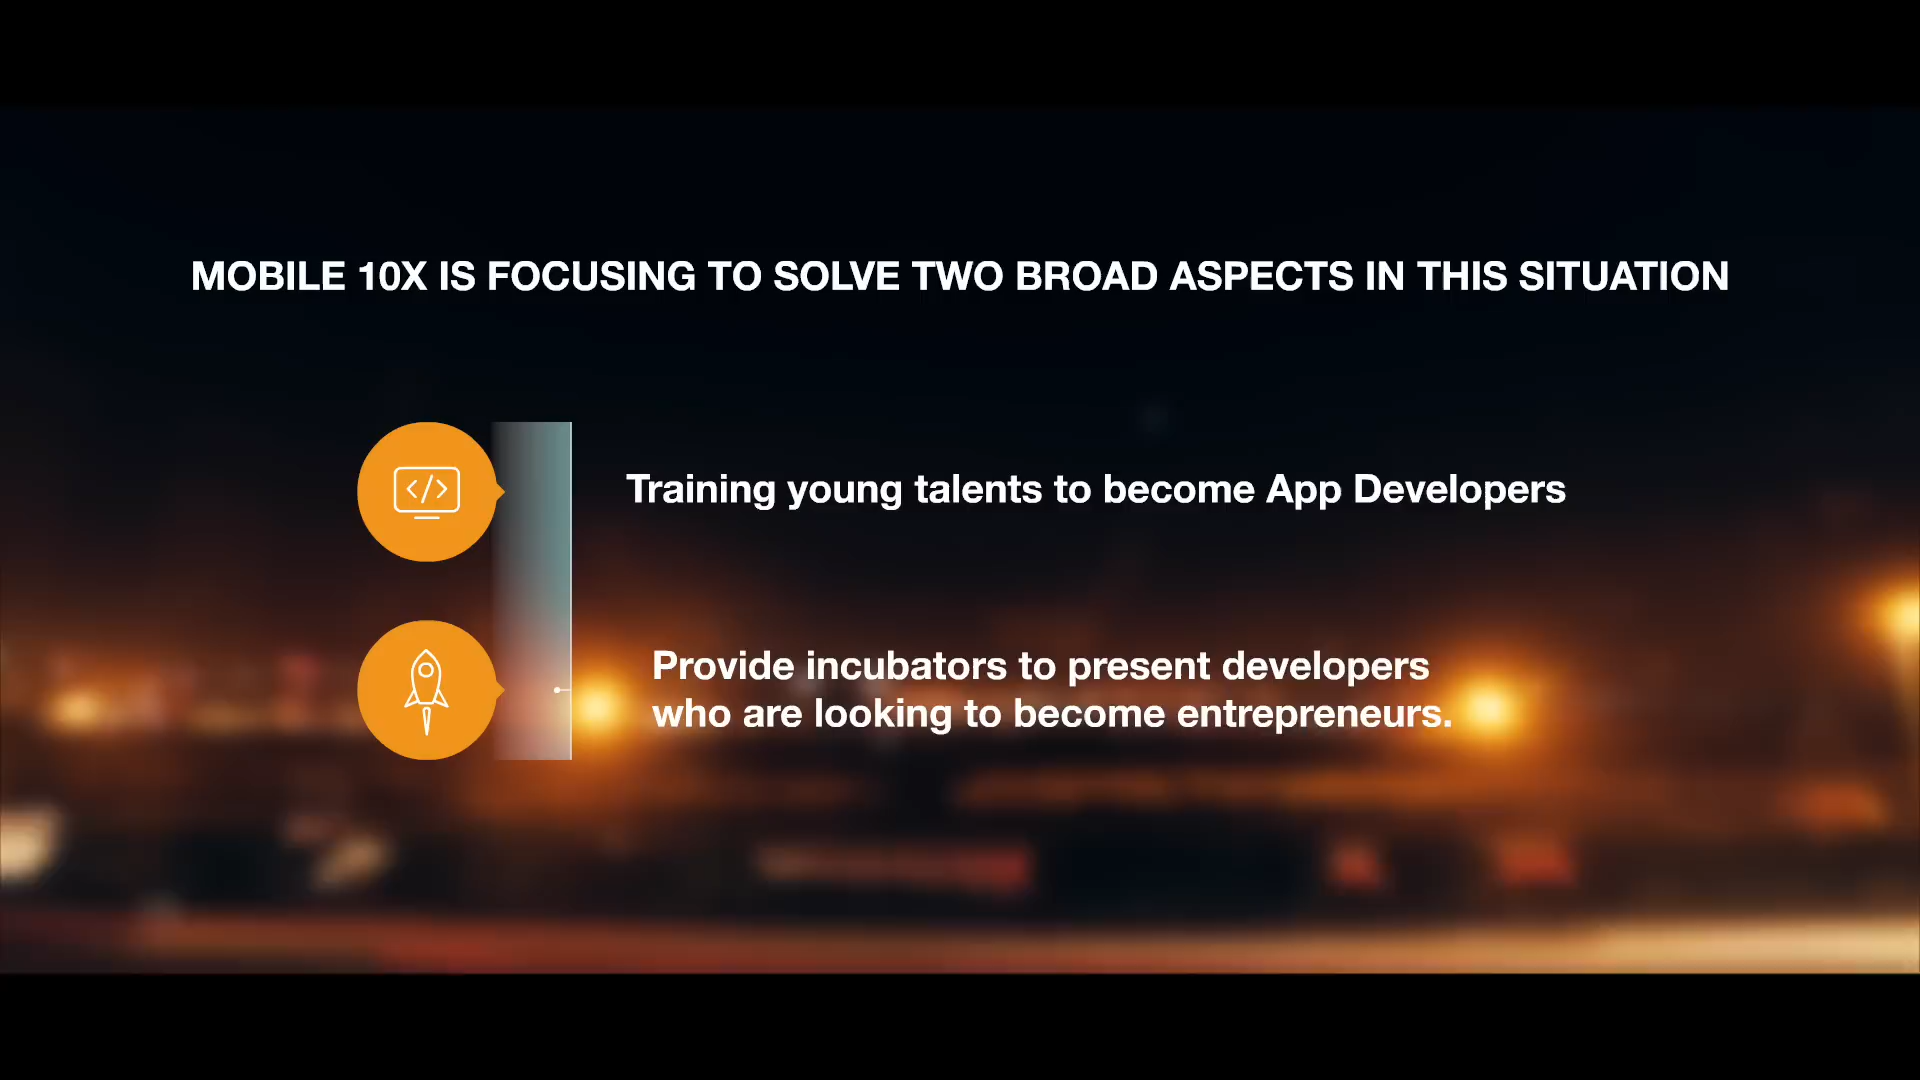 MOBILE 10X IS FOCUSING TO SOLVE TWO BROAD ASPECTS IN THIS SITUATION
Training young talents to become App Developers
Provide incubators to present developers
who are looking to become entrepreneurs.